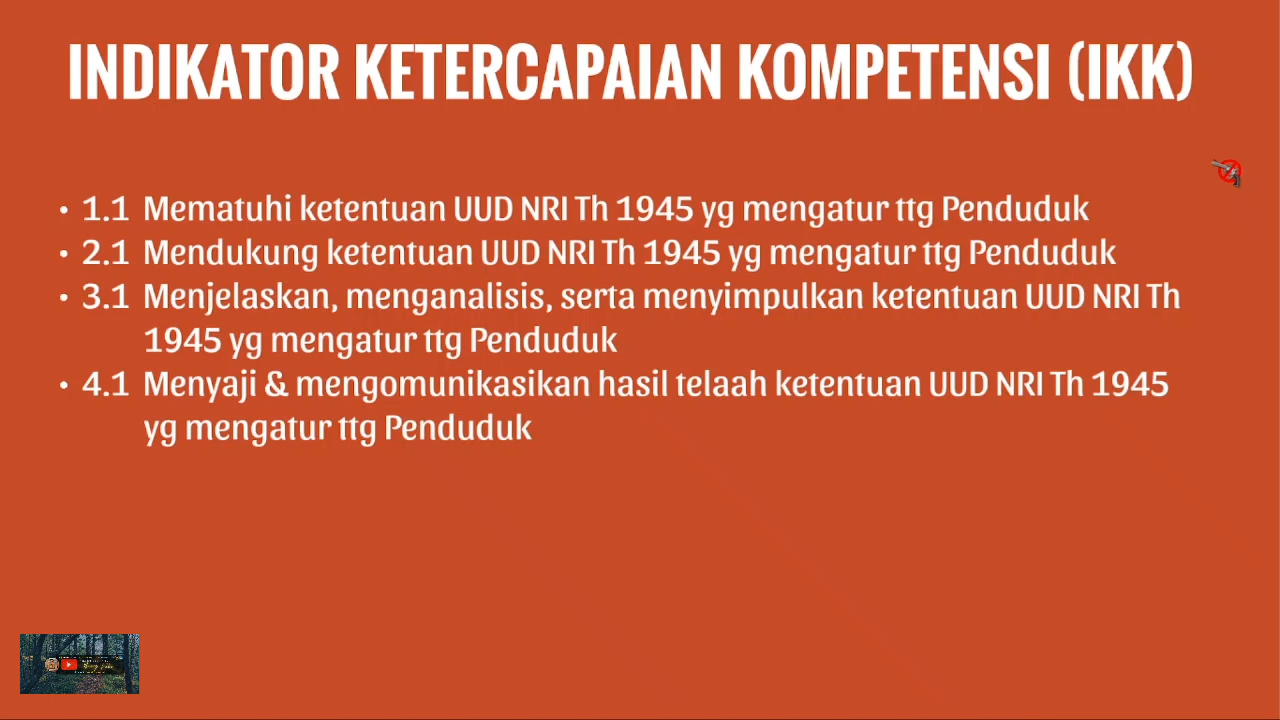 INDIKATOR KETERCAPAIAN KOMPETENSI (IKK)
• 1.1 Mematuhi ketentuan UUD NRI Th 1945 yg mengatur ttg Penduduk
• 2.1 Mendukung ketentuan UUD NRI Th 1945 yg mengatur ttg Penduduk
• 3.1 Menjelaskan, menganalisis, serta menyimpulkan ketentuan UUD NRI Th
1945 yg mengatur ttg Penduduk
• 4.1 Menyaji & mengomunikasikan hasil telaah ketentuan UUD NRI Th 1945
yg mengatur ttg Penduduk